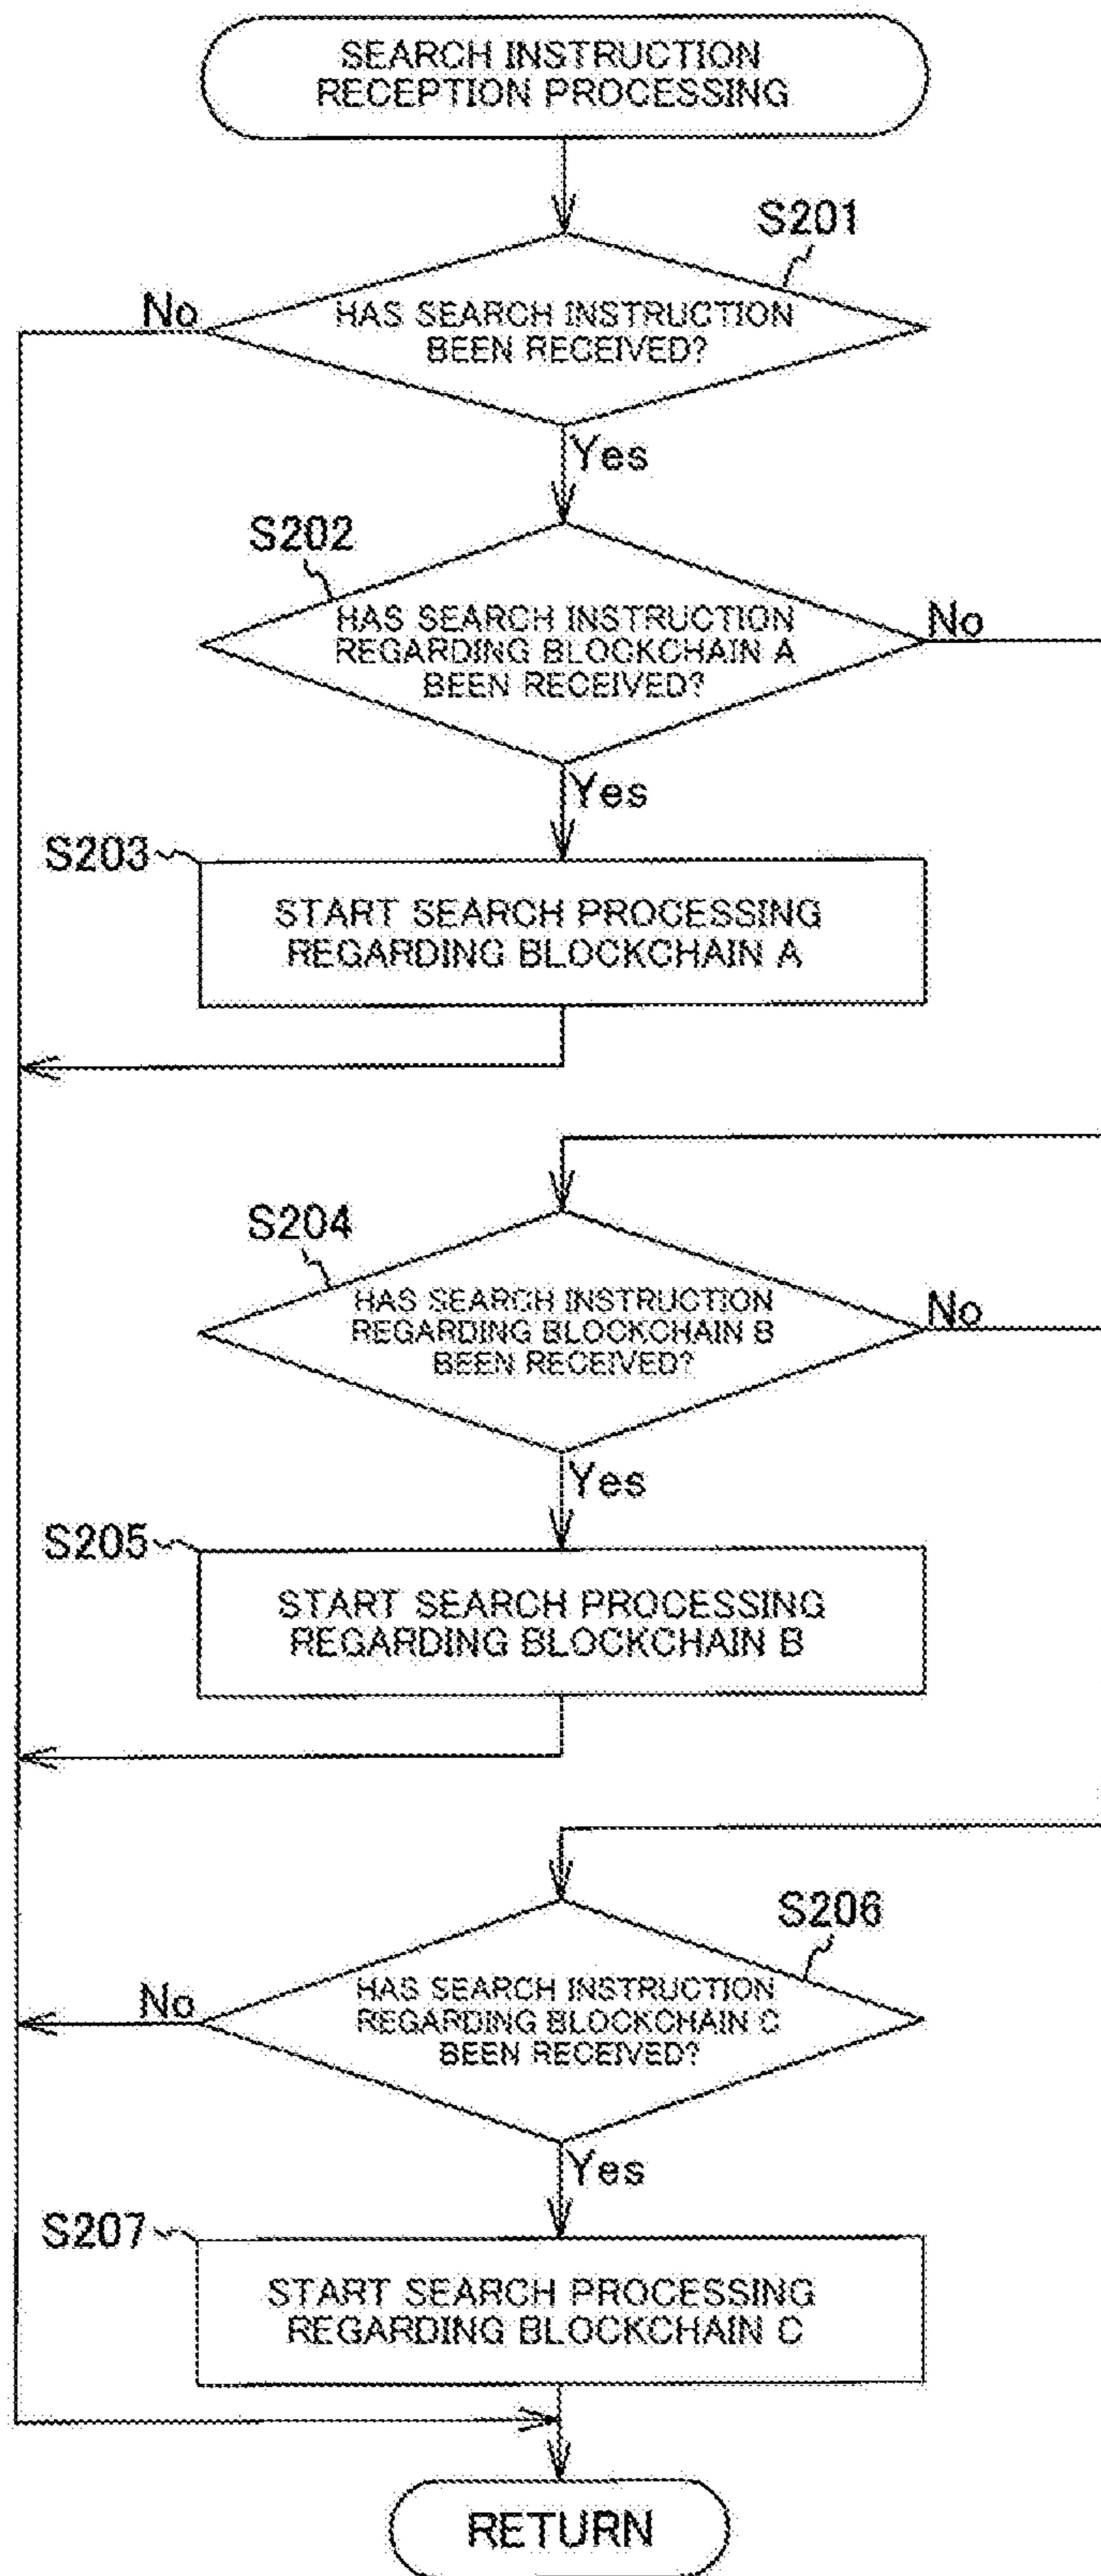 SEARCH INSTRUCTION
RECEPTION PROCESSING
S201
No
HAS SEARCH INSTRUCTION
BEEN RECEIVED?
Yes
S202
HAS SEARCH INSTRUCTION
REGARDING BLOCKCHAIN A
BEEN RECEIVED?
No
Yes
S203
START SEARCH PROCESSING
REGARDING BLOCKCHAIN A
S204
HAS SEARCH INSTRUCTION
REGARDING BLOCKCHAIN B
BEEN RECEIVED?
No
Yes
S205
START SEARCH PROCESSING
REGARDING BLOCKCHAIN B
S206
No
HAS SEARCH INSTRUCTION
REGARDING BLOCKCHAIN C
BEEN RECEIVED?
Yes
S207
START SEARCH PROCESSING
REGARDING BLOCKCHAIN C
RETURN